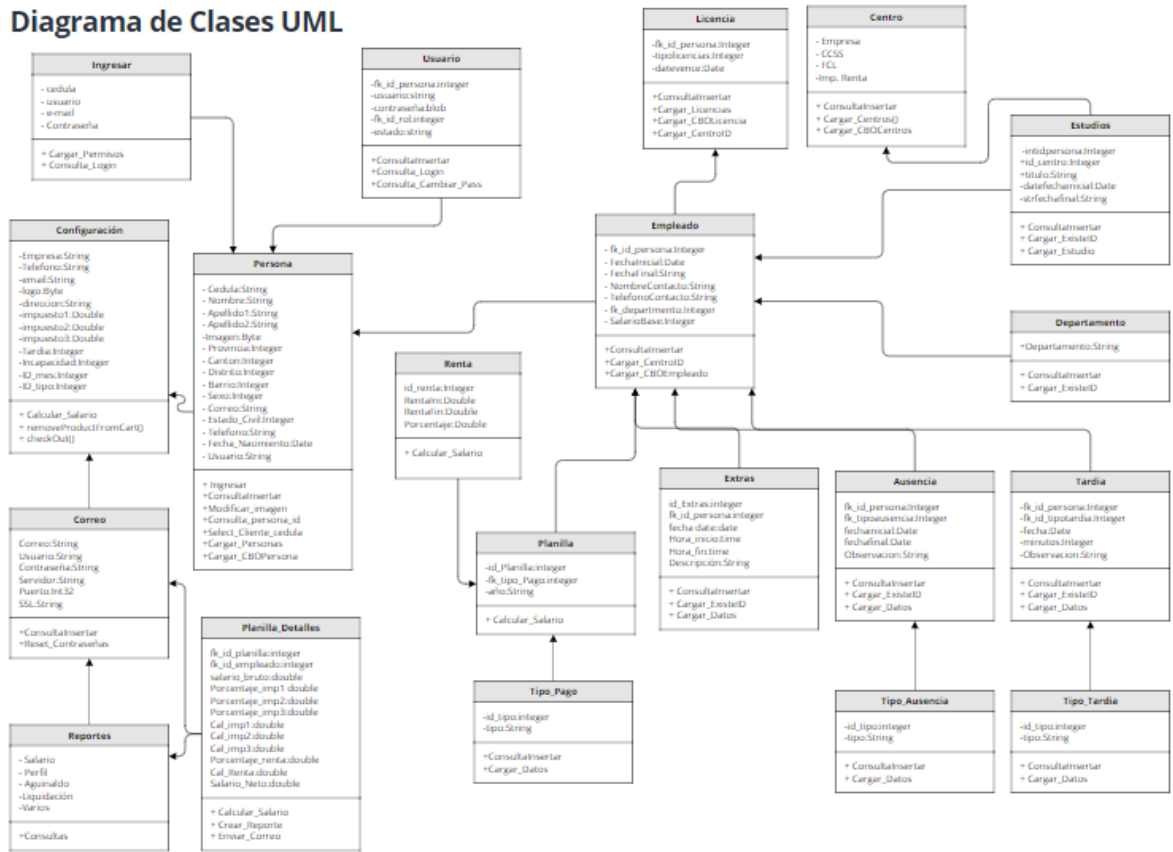 Diagrama de Clases UML
Ingresar
- cedula
- usuario
- e-mail
- Contraseña
+ Cargar_Permisos
+ Consulta_Login
Usuario
-fk_id_persona:integer
-usuario:string
-contraseña:blob
-fk_id_rol:integer
-estado:string
+ConsultaInsertar
+Consulta_Login
+Consulta_Cambiar_Pass
Licencia
-fk_id_persona:Integer
-tipolicencias:Integer
-datevence:Date
+ConsultaInsertar
+Cargar_Licencias
+Cargar_CBOLicencia
+Cargar_CentroID
Centro
- Empresa
- CCSS
- FCL
-Imp. Renta
+ ConsultaInsertar
+ Cargar_Centros()
+ Cargar_CBOCentros
Estudios
-intidpersona:Integer
+id_centro:Integer
+titulo:String
-datefechainicial:Date
-strfechafinal:String
+ConsultaInsertar
+ Cargar_ExisteID
+ Cargar_Estudio
Configuración
-Empresa:String
-Telefono:String
-email:String
-logo:Byte
-direccion:String
-impuesto1:Double
-impuesto2:Double
-impuesto3:Double
-Tardia:Integer
-Incapacidad:Integer
-ID_mes:Integer
-ID_tipo:Integer
+ Calcular_Salario
+ removeProductFromCart()
+ checkOut()
Persona
- Cedula:String
- Nombre:String
- Apellido1:String
- Apellido2:String
-Imagen:Byte
- Provincia:Integer
- Canton:Integer
- Distrito:Integer
- Barrio:Integer
- Sexo:Integer
- Correo:String
- Estado_Civil:Integer
- Telefono:String
- Fecha_Nacimiento:Date
- Usuario:String
+ Ingresar
+ConsultaInsertar
+Modificar_imagen
+Consulta_persona_id
+Select_Cliente_cedula
+Cargar_Personas
+Cargar_CBOPersona
Empleado
- fk_id_persona:Integer
- FechaInicial:Date
- FechaFinal:String
- NombreContacto:String
- TelefonoContacto:String
- fk_departmento:Integer
- SalarioBase:Integer
+ConsultaInsertar
+Cargar_CentroID
+Cargar_CBOEmpleado
Departamento
+Departamento:String
+ ConsultaInsertar
+ Cargar_ExisteID
Renta
id_renta:Integer
RentaIni:Double
RentaFin:Double
Porcentaje:Double
+ Calcular_Salario
Correo
Correo:String
Usuario:String
Contraseña:String
Servidor:String
Puerto:Int32
SSL:String
+ConsultaInsertar
+Reset_Contraseñas
Planilla
-id_Planilla:integer
-fk_tipo_Pago:integer
-año:String
+ Calcular_Salario
Extras
id_Extras:integer
fk_id_persona:integer
fecha date:date
Hora_inicio:time
Hora_fin:time
Descripción:String
+ ConsultaInsertar
+ Cargar_ExisteID
+ Cargar_Datos
Ausencia
fk_id_persona:Integer
fk_tipoausencia:Integer
fechainicial:Date
fechafinal:Date
Observacion:String
+ ConsultaInsertar
+ Cargar_ExisteID
+ Cargar_Datos
Tardia
-fk_id_persona:Integer
-fk_id_tipotardia:Integer
-fecha:Date
-minutos:Integer
-Observacion:String
+ ConsultaInsertar
+ Cargar_ExisteID
+ Cargar_Datos
Reportes
- Salario
- Perfil
- Aguinaldo
-Liquidación
-Varios
+Consultas
Planilla_Detalles
fk_id_planilla:integer
fk_id_empleado:integer
salario_bruto:double
Porcentaje_imp1:double
Porcentaje_imp2:double
Porcentaje_imp3:double
Cal_imp1:double
Cal_imp2:double
Cal_imp3:double
Porcentaje_renta:double
Cal_Renta:double
Salario_Neto:double
+ Calcular_Salario
+ Crear_Reporte
+ Enviar_Correo
Tipo_Pago
-id_tipo:integer
-tipo:String
+ConsultaInsertar
+Cargar_Datos
Tipo_Ausencia
-id_tipo:integer
-tipo:String
+ ConsultaInsertar
+ Cargar_Datos
Tipo_Tardia
-id_tipo:integer
-tipo:String
+ ConsultaInsertar
+ Cargar_Datos